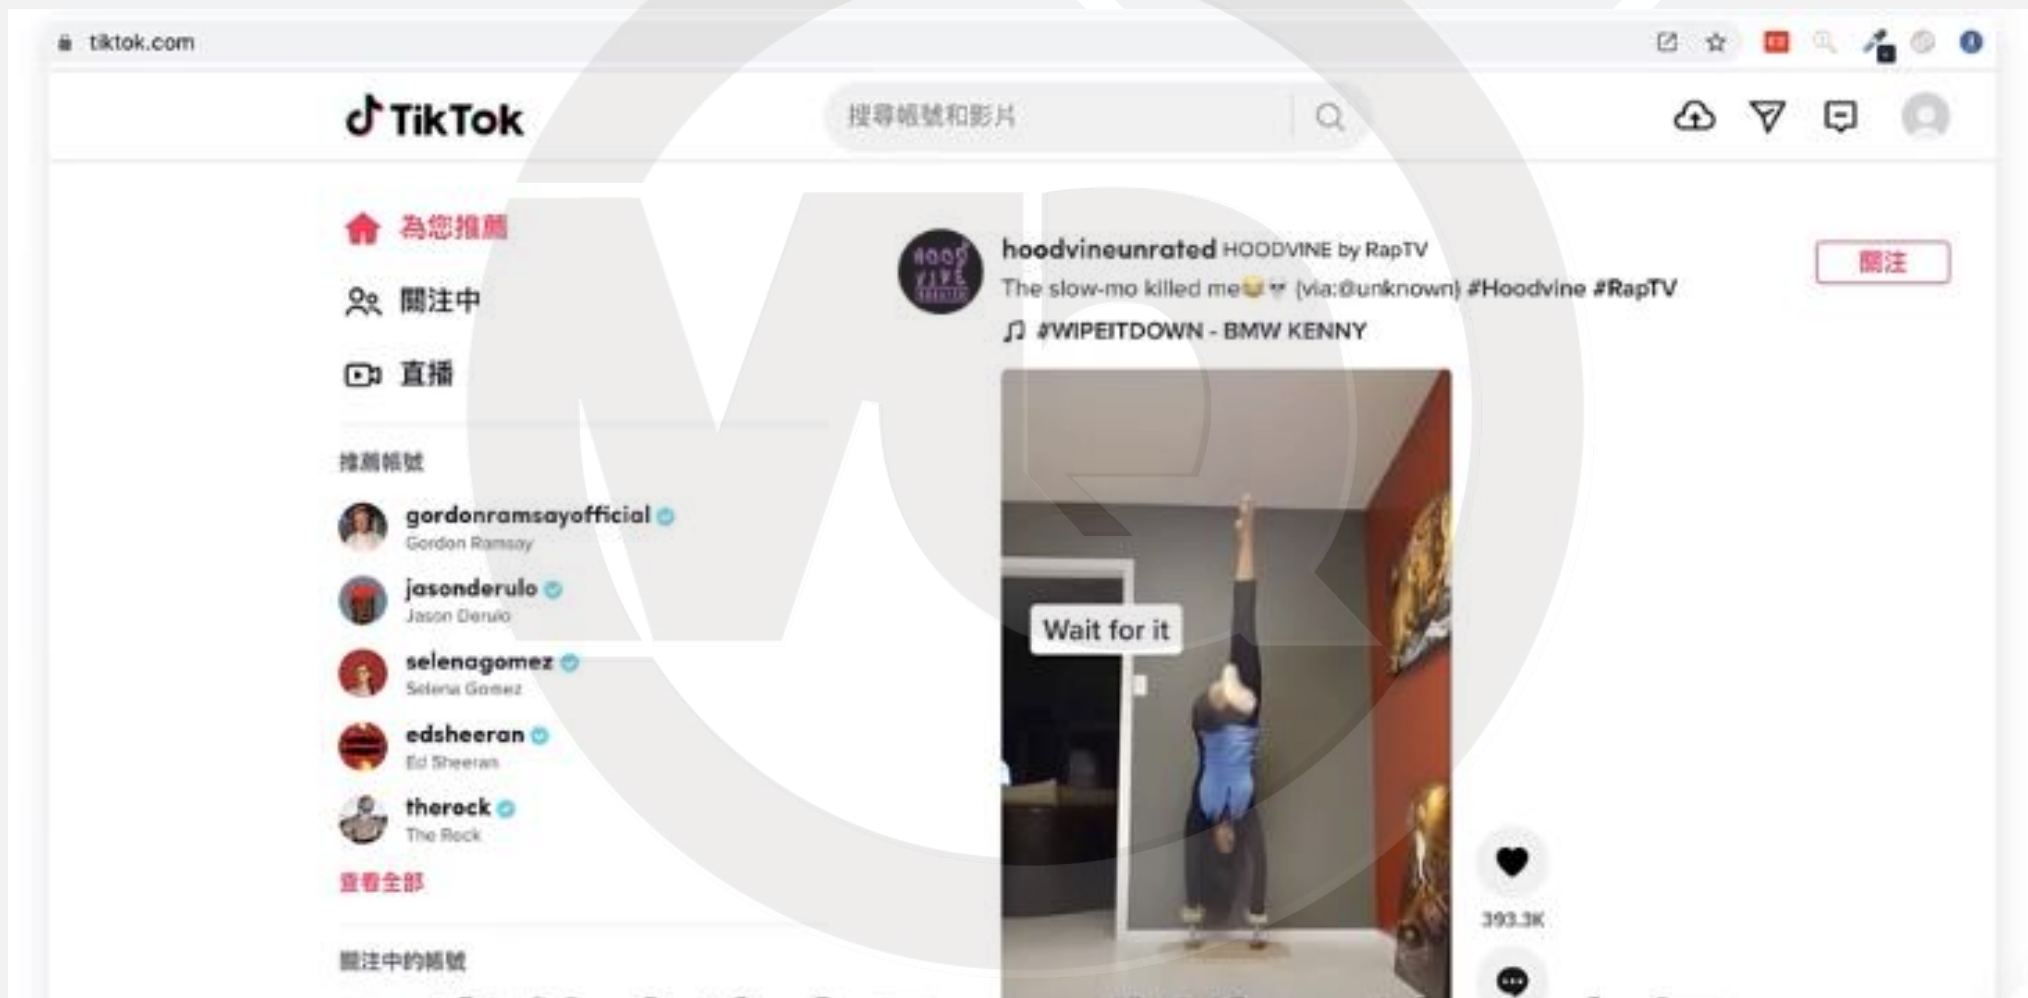 tiktok.com
TikTok
搜尋帳號和影片
為您推薦
關注中
直播
推薦帳號
gordonramsayofficial
Gordon Ramsay
jasonderulo
Jason Derulo
selenagomez
Selena Gomez
edsheeran
Ed Sheeran
therock
The Rock
查看全部
關注中的帳號
HOOD
VINE
hoodvineunrated HOODVINE by RapTV
關注
The slow-mo killed me😂💀 (via:@unknown) #Hoodvine #RapTV
#WIPEITDOWN - BMW KENNY
Wait for it
393.3K